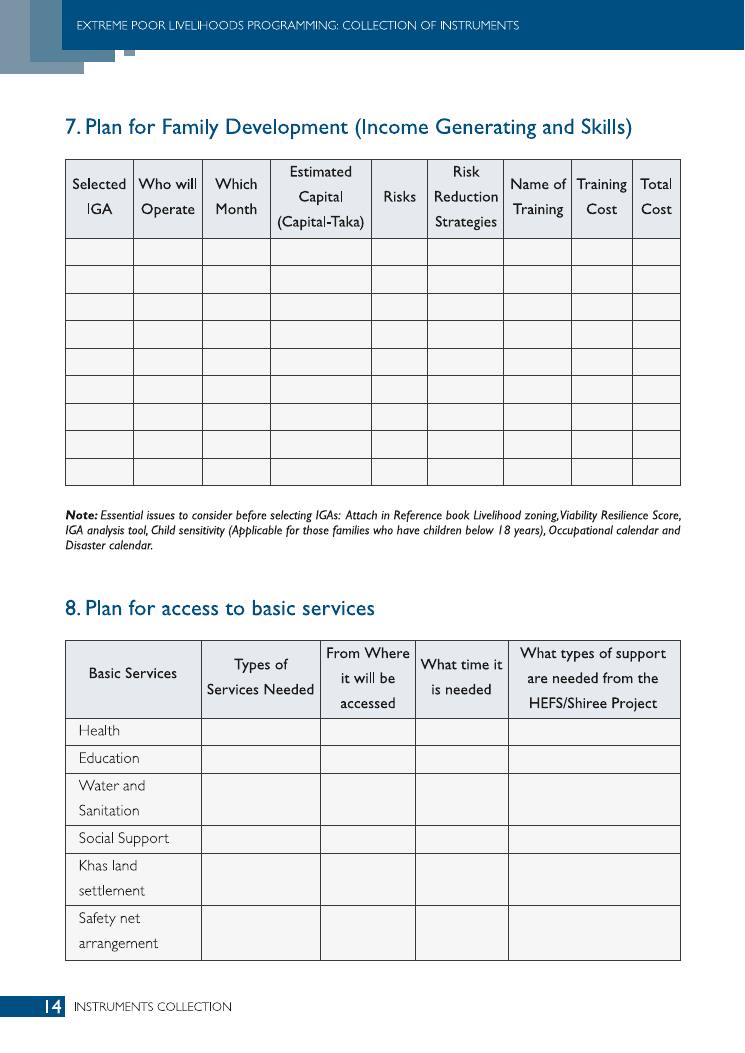 EXTREME POOR LIVELIHOODS PROGRAMMING: COLLECTION OF INSTRUMENTS
7. Plan for Family Development (Income Generating and Skills)
Selected IGA
Who will Operate
Which Month
Estimated Capital (Capital-Taka)
Risks
Risk Reduction Strategies
Name of Training
Training Cost
Total Cost
Note: Essential issues to consider before selecting IGAs: Attach in Reference book Livelihood zoning, Viability Resilience Score,
IGA analysis tool, Child sensitivity (Applicable for those families who have children below 18 years), Occupational calendar and
Disaster calendar.
8. Plan for access to basic services
Basic Services
Types of Services Needed
From Where it will be accessed
What time it is needed
What types of support are needed from the HEFS/Shiree Project
Health
Education
Water and
Sanitation
Social Support
Khas land
settlement
Safety net
arrangement
14 INSTRUMENTS COLLECTION